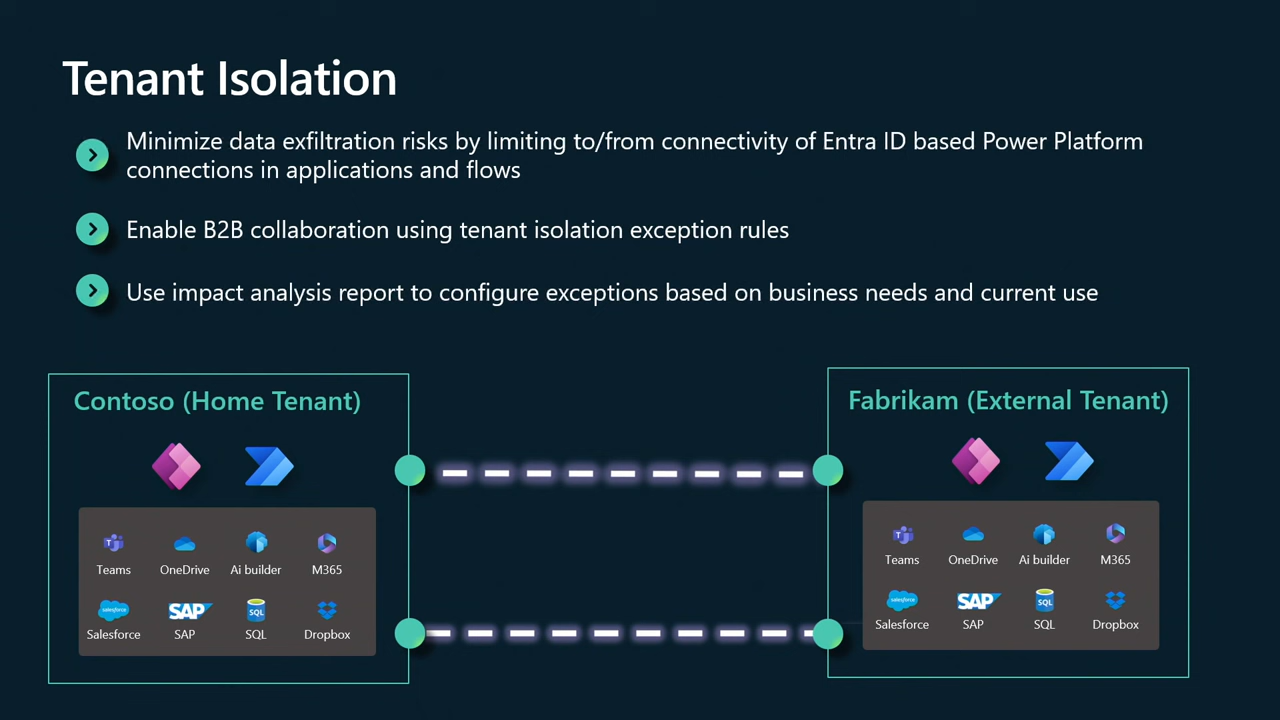 Tenant Isolation
Minimize data exfiltration risks by limiting to/from connectivity of Entra ID based Power Platform
connections in applications and flows
Enable B2B collaboration using tenant isolation exception rules
Use impact analysis report to configure exceptions based on business needs and current use
Contoso (Home Tenant)
Teams OneDrive Ai builder M365
salesforce SAP SQL
Salesforce SAP SQL Dropbox
Fabrikam (External Tenant)
Teams OneDrive Ai builder M365
salesforce SAP SQL
Salesforce SAP SQL Dropbox